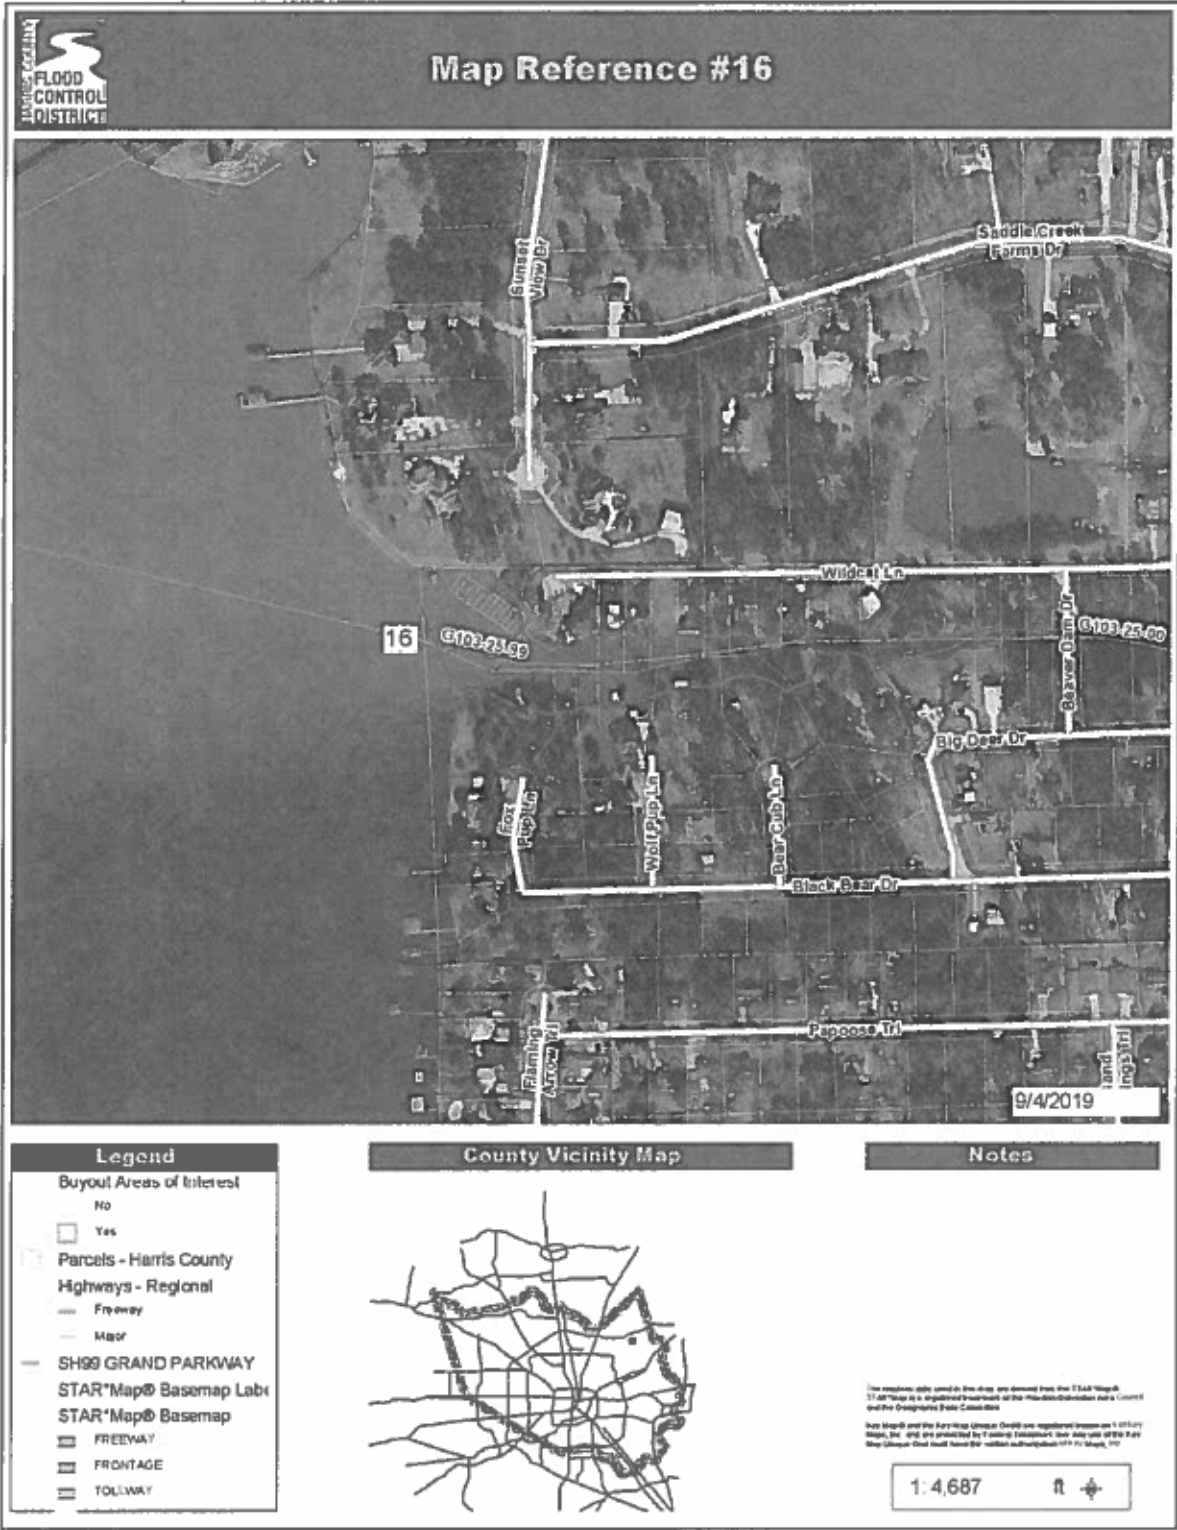 HARRIS COUNTY
FLOOD
CONTROL
DISTRICT
Map Reference #16
Saddle Creek
Farms Dr
Sunset
View Dr
Wildcat Ln
16
G103-25-99
Beaver Dam Dr
G103-25-00
Big Deer Dr
Fox
Pup Ln
Wolf Pup Ln
Bear Cub Ln
Black Bear Dr
Flaming
Arrow Trl
Papoose Trl
and
ings Trl
9/4/2019
Legend
County Vicinity Map
Notes
Buyout Areas of Interest
No
Yes
Parcels - Harris County
Highways - Regional
Freeway
Major
SH99 GRAND PARKWAY
STAR*Map® Basemap Labe
STAR*Map® Basemap
FREEWAY
FRONTAGE
TOLLWAY
1: 4,687 ft